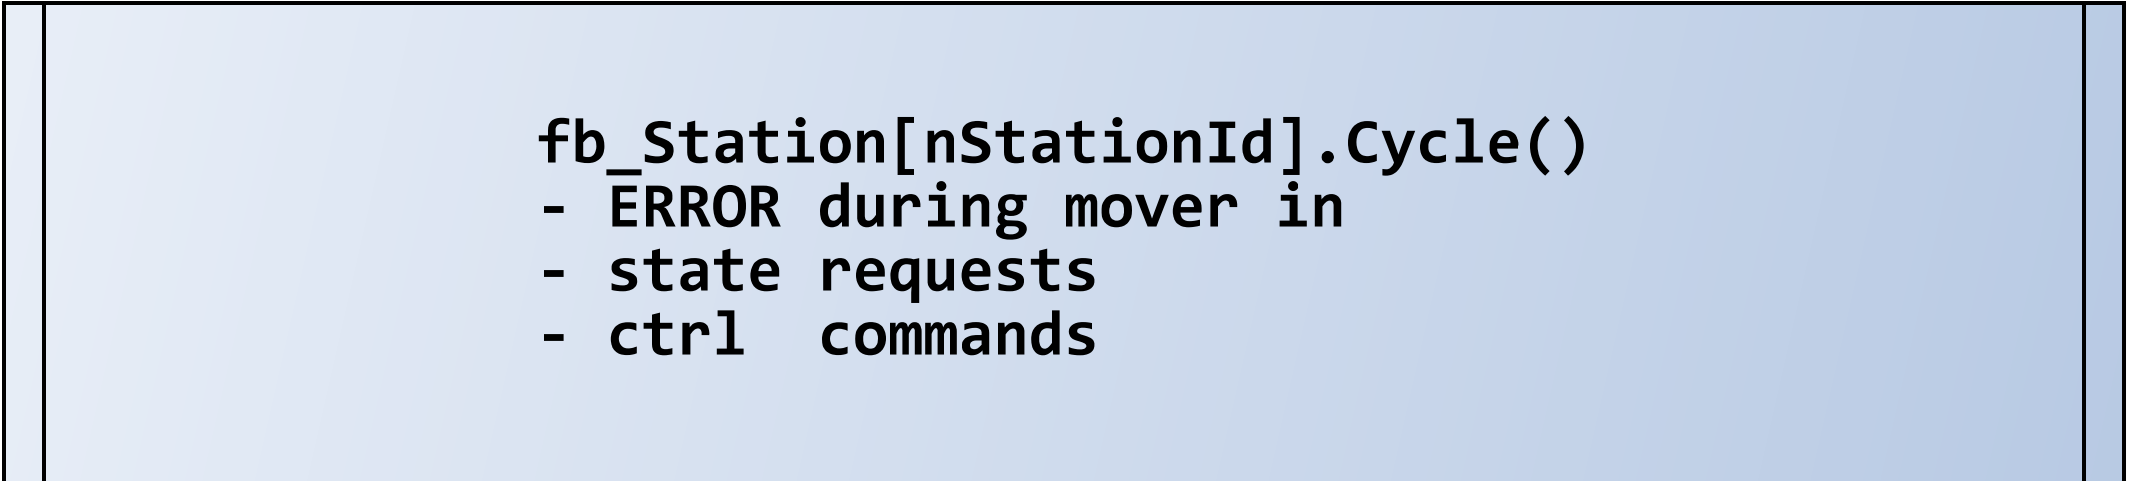 fb_Station[nStationId].Cycle()
- ERROR during mover in
- state requests
- ctrl  commands